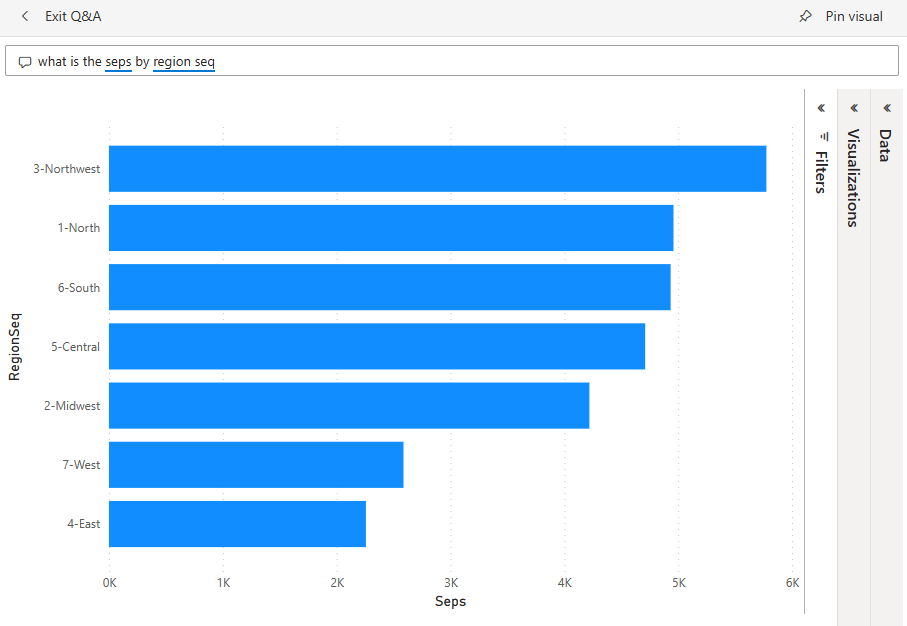 Exit Q&A
Pin visual
what is the seps by region seq
RegionSeq
3-Northwest
1-North
6-South
5-Central
2-Midwest
7-West
4-East
0K 1K 2K 3K 4K 5K 6K
Seps
Filters
Visualizations
Data